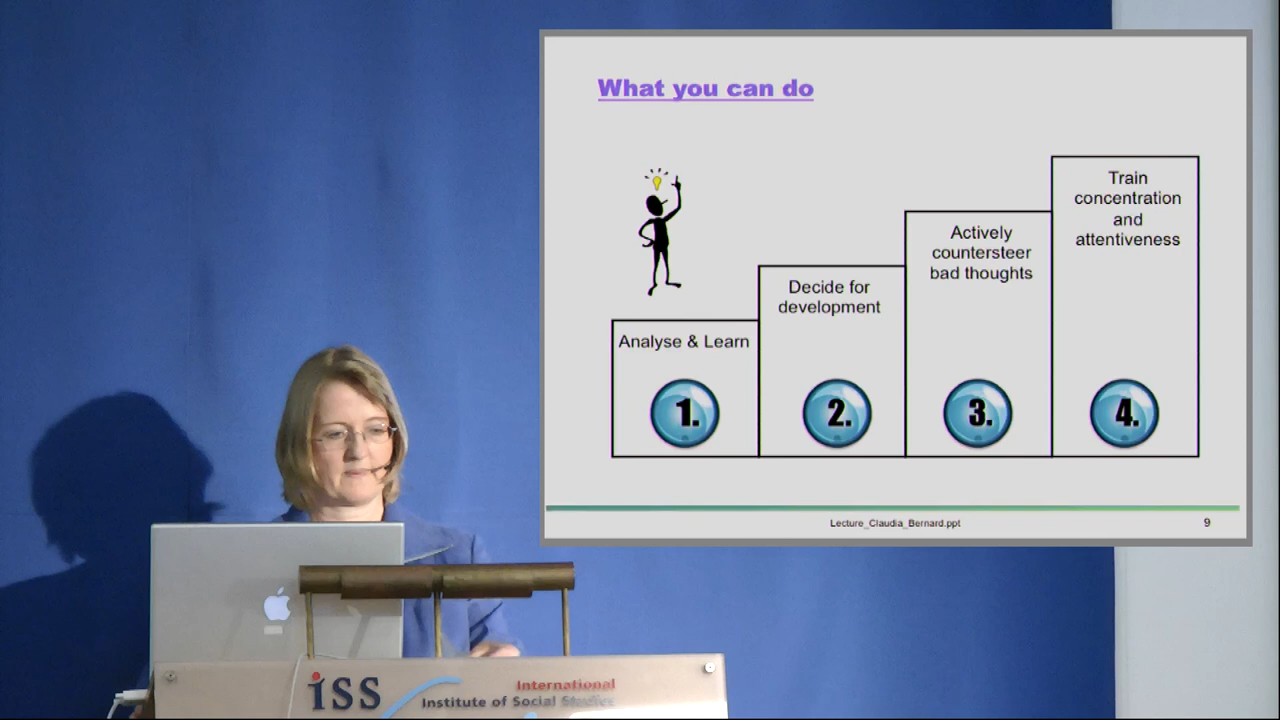 What you can do
Analyse & Learn
1.
Decide for
development
2.
Actively
countersteer
bad thoughts
3.
Train
concentration
and
attentiveness
4.
Lecture_Claudia_Bernard.ppt
9
iSS
International
Institute of Social Studies